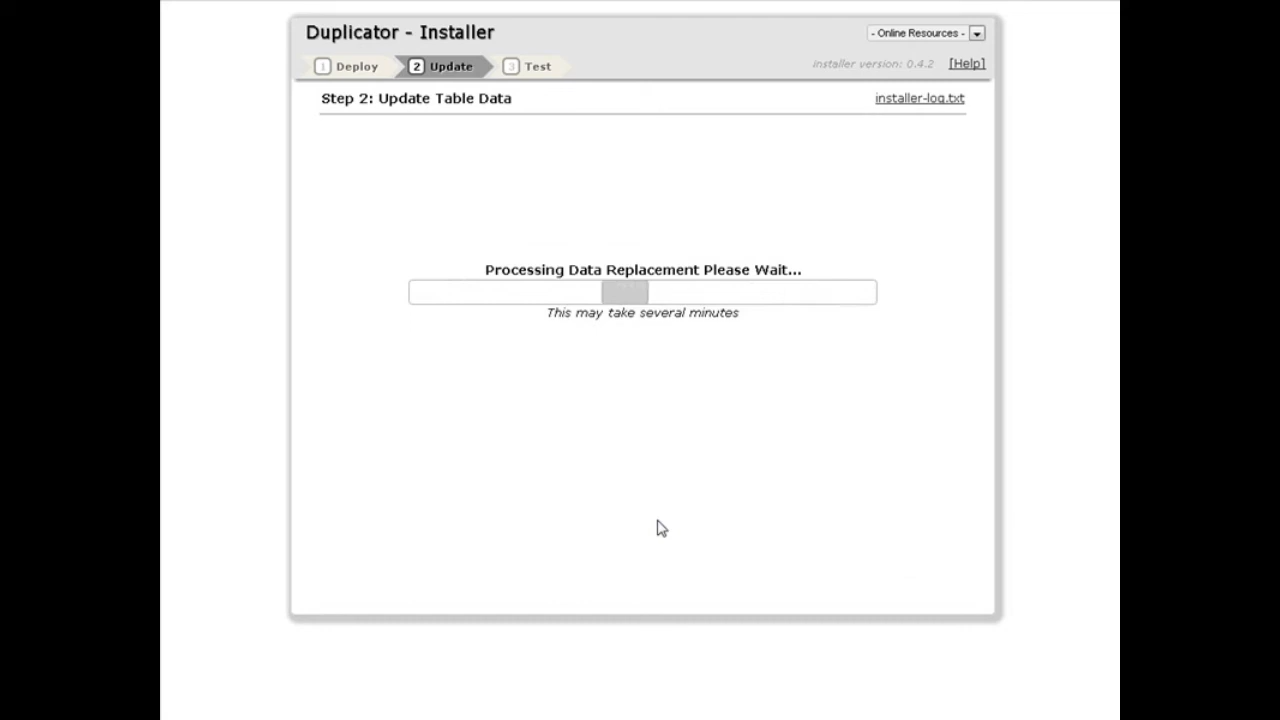 Duplicator - Installer
- Online Resources -
1 Deploy
2 Update
3 Test
installer version: 0.4.2
[Help]
Step 2: Update Table Data
installer-log.txt
Processing Data Replacement Please Wait...
This may take several minutes